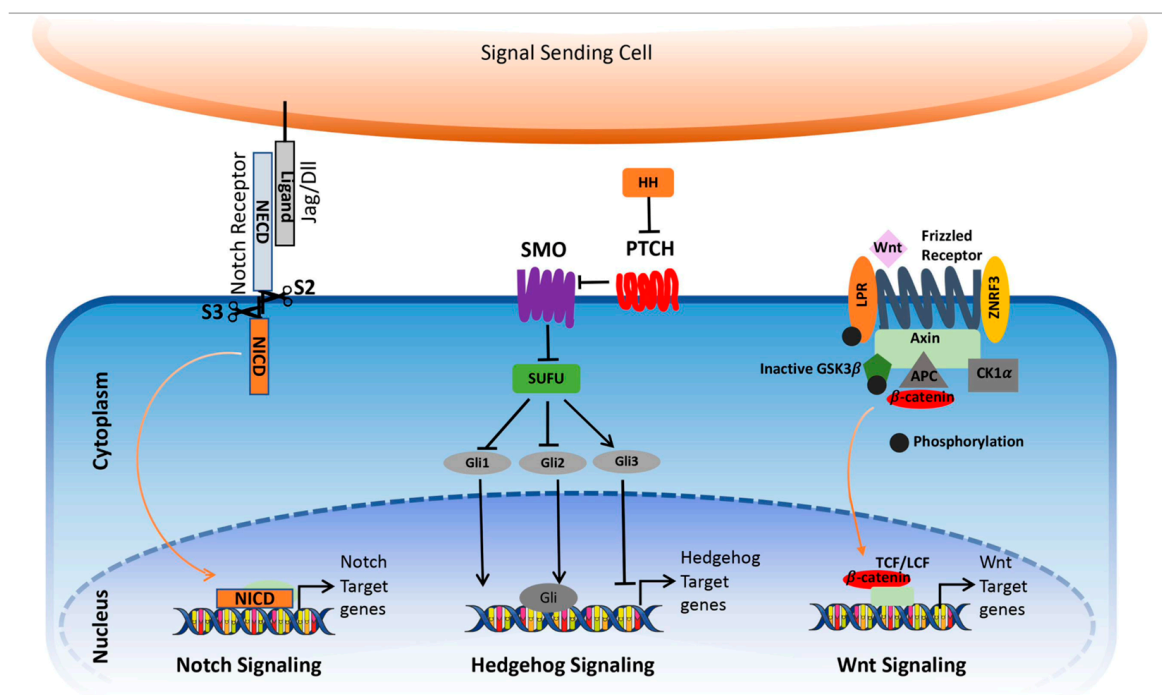 Signal Sending Cell
Notch Receptor
NECD
Ligand
Jag/Dll
S2
S3
NICD
HH
SMO
PTCH
SUFU
Gli1
Gli2
Gli3
Wnt
Frizzled
Receptor
LPR
ZNRF3
Axin
Inactive GSK3β
APC
CK1α
β-catenin
Phosphorylation
Cytoplasm
Nucleus
NICD
Notch
Target
genes
Gli
Hedgehog
Target
genes
TCF/LCF
β-catenin
Wnt
Target
genes
Notch Signaling
Hedgehog Signaling
Wnt Signaling